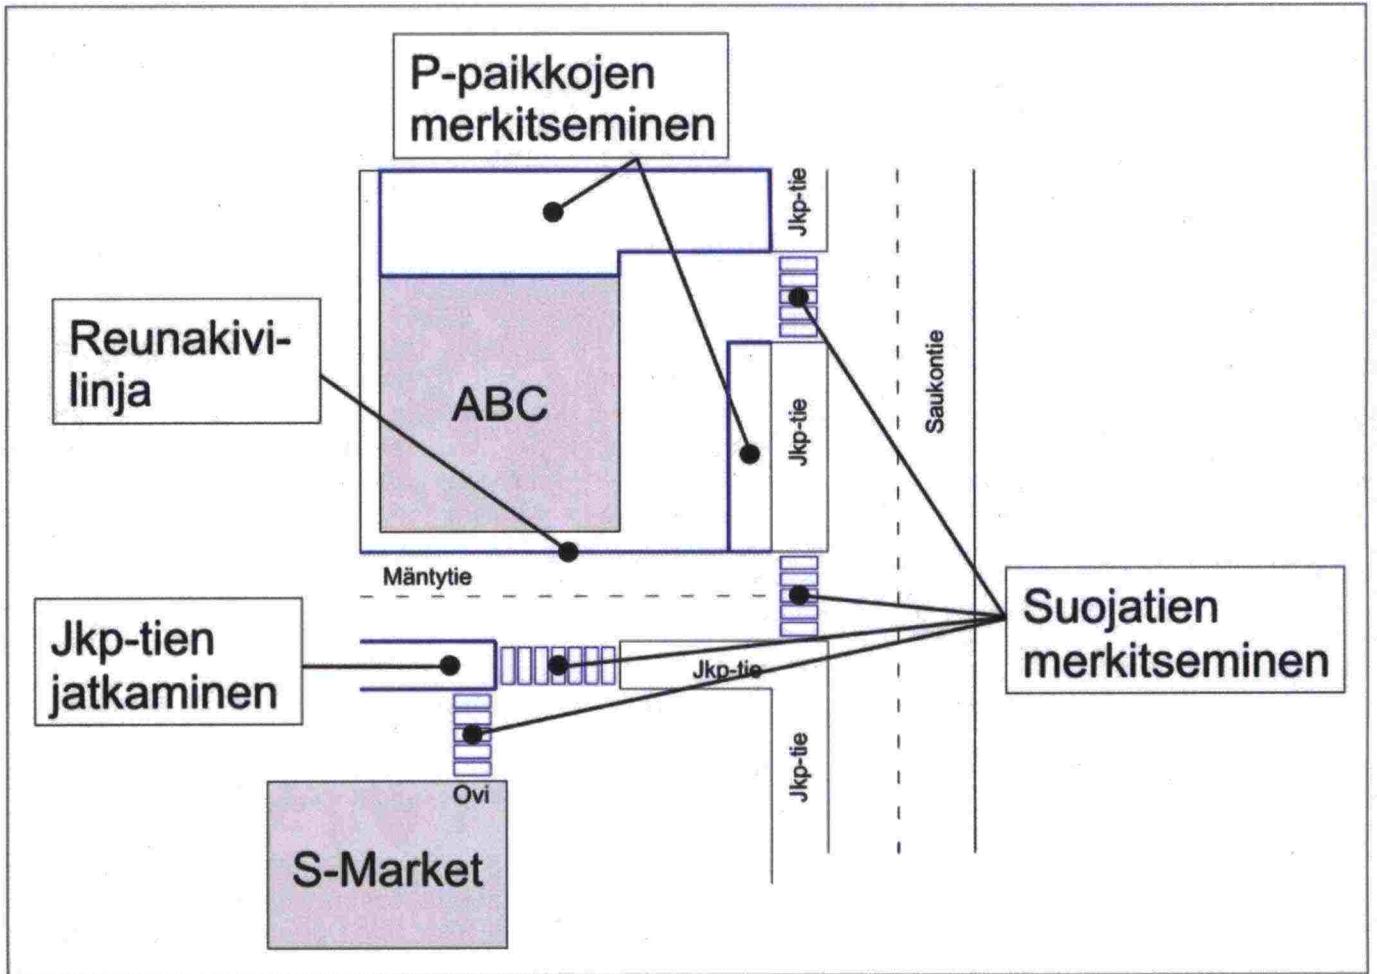 P-paikkojen
merkitseminen
Jkp-tie
Reunakivi-
linja
ABC
Jkp-tie
Saukontie
Mäntytie
Jkp-tien
jatkaminen
Jkp-tie
Suojatien
merkitseminen
Jkp-tie
Ovi
S-Market